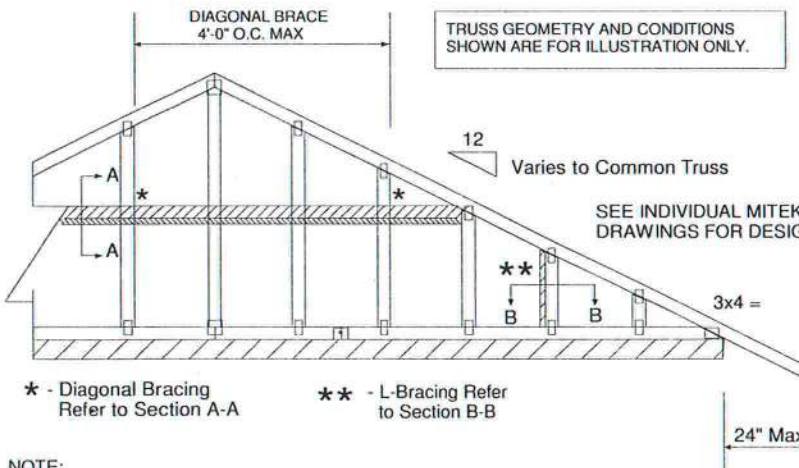 DIAGONAL BRACE
4'-0" O.C. MAX
TRUSS GEOMETRY AND CONDITIONS
SHOWN ARE FOR ILLUSTRATION ONLY.
12
Varies to Common Truss
A
*
*
A
SEE INDIVIDUAL MITEK
DRAWINGS FOR DESIG
**
B
B
3x4 =
* - Diagonal Bracing
Refer to Section A-A
** - L-Bracing Refer
to Section B-B
24" Max
NOTE: